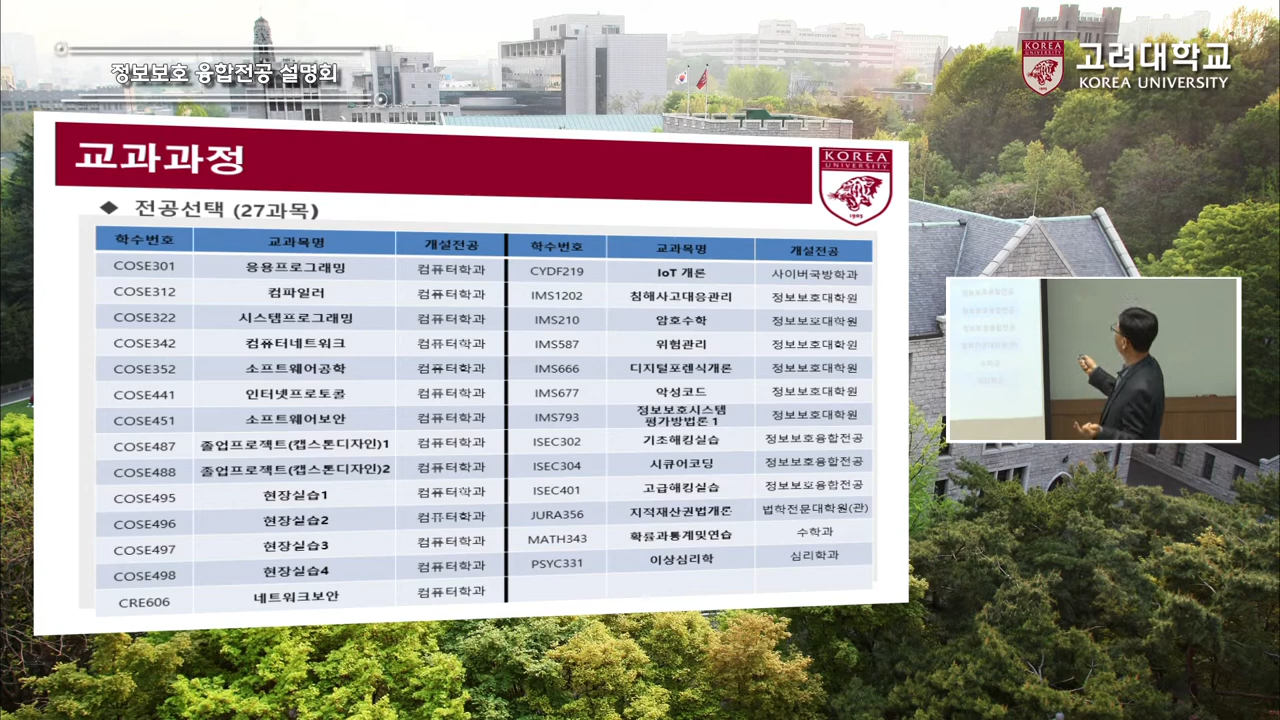 정보보호 융합전공 설명회
KOREA
고려대학교
KOREA UNIVERSITY
교과과정
KOREA
UNIVERSITY
1905
◆ 전공선택 (27과목)
학수번호 교과목명 개설전공 학수번호 교과목명 개설전공
COSE301 응용프로그래밍 컴퓨터학과 CYDF219 IoT 개론 사이버국방학과
COSE312 컴파일러 컴퓨터학과 IMS1202 침해사고대응관리 정보보호대학원
COSE322 시스템프로그래밍 컴퓨터학과 IMS210 암호수학 정보보호대학원
COSE342 컴퓨터네트워크 컴퓨터학과 IMS587 위험관리 정보보호대학원
COSE352 소프트웨어공학 컴퓨터학과 IMS666 디지털포렌식개론 정보보호대학원
COSE441 인터넷프로토콜 컴퓨터학과 IMS677 악성코드 정보보호대학원
COSE451 소프트웨어보안 컴퓨터학과 IMS793 정보보호시스템 평가방법론1 정보보호대학원
COSE487 졸업프로젝트(캡스톤디자인)1 컴퓨터학과 ISEC302 기초해킹실습 정보보호융합전공
COSE488 졸업프로젝트(캡스톤디자인)2 컴퓨터학과 ISEC304 시큐어코딩 정보보호융합전공
COSE495 현장실습1 컴퓨터학과 ISEC401 고급해킹실습 정보보호융합전공
COSE496 현장실습2 컴퓨터학과 JURA356 지적재산권법개론 법학전문대학원(관)
COSE497 현장실습3 컴퓨터학과 MATH343 확률과통계및연습 수학과
COSE498 현장실습4 컴퓨터학과 PSYC331 이상심리학 심리학과
CRE606 네트워크보안 컴퓨터학과